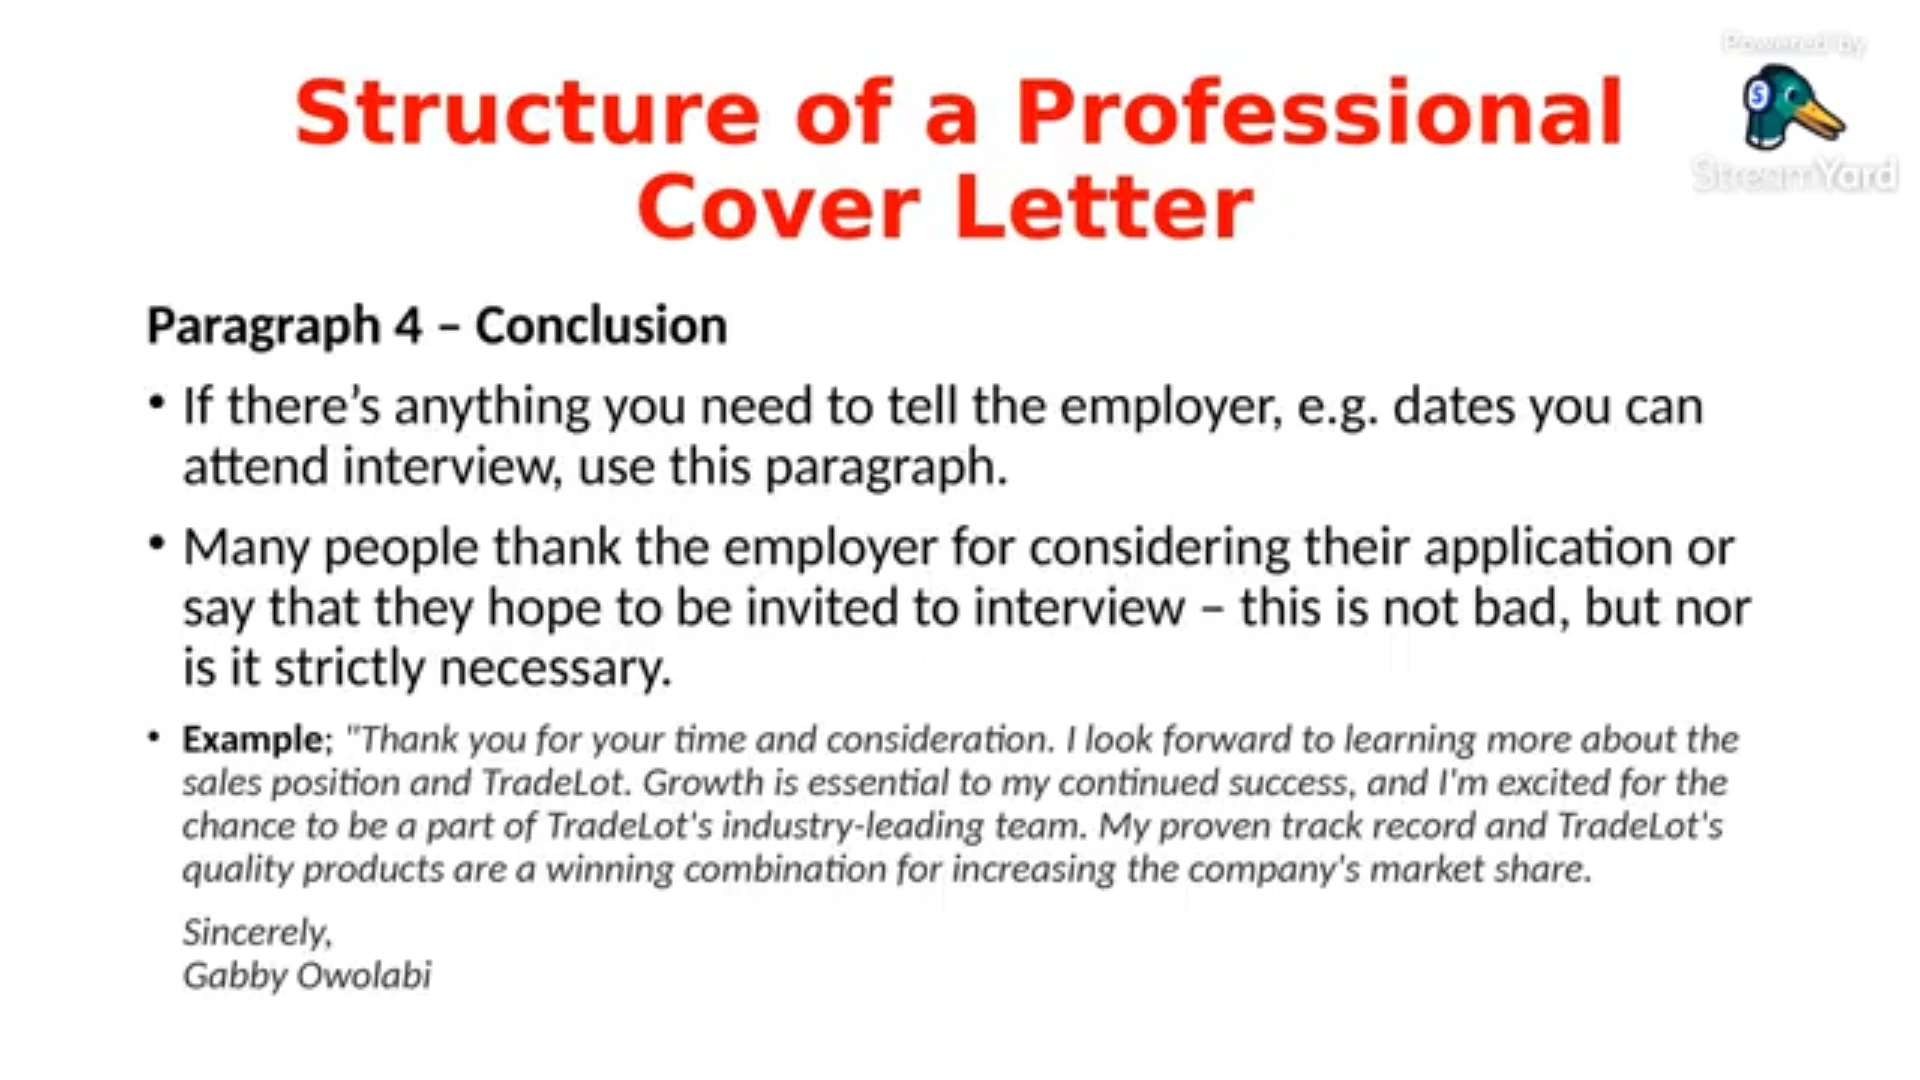 Powered by
StreamYard
Structure of a Professional
Cover Letter
Paragraph 4 – Conclusion
• If there’s anything you need to tell the employer, e.g. dates you can
attend interview, use this paragraph.
• Many people thank the employer for considering their application or
say that they hope to be invited to interview – this is not bad, but nor
is it strictly necessary.
• Example; "Thank you for your time and consideration. I look forward to learning more about the
sales position and TradeLot. Growth is essential to my continued success, and I'm excited for the
chance to be a part of TradeLot's industry-leading team. My proven track record and TradeLot's
quality products are a winning combination for increasing the company's market share.
Sincerely,
Gabby Owolabi